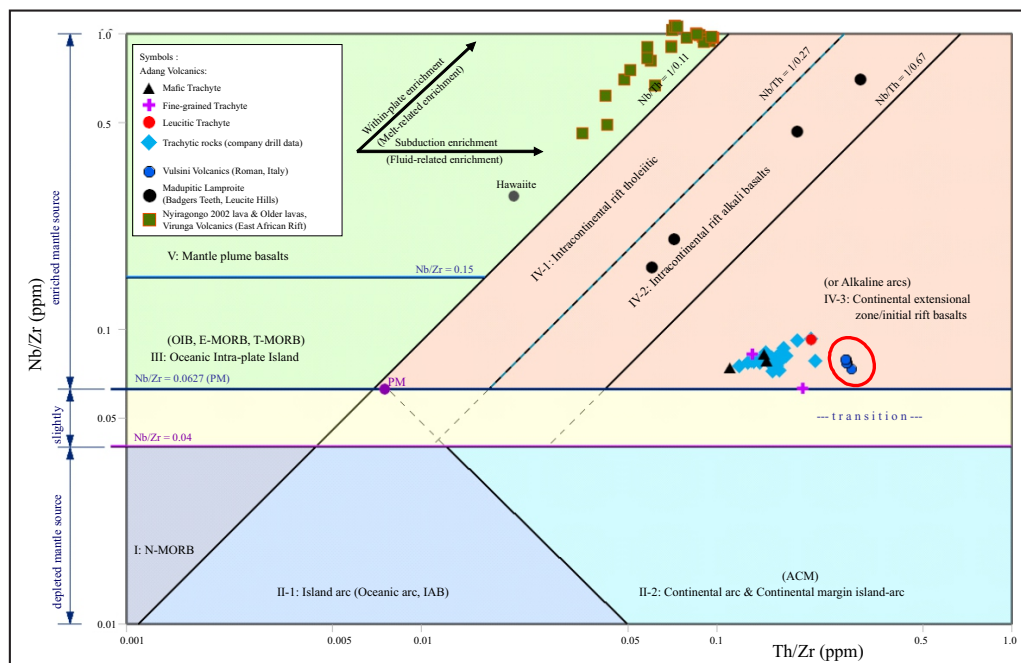 Nb/Zr (ppm)
enriched mantle source
slightly
depleted mantle source
1.0
0.5
0.1
0.05
0.01
Symbols :
Adang Volcanics:
Mafic Trachyte
Fine-grained Trachyte
Leucitic Trachyte
Trachytic rocks (company drill data)
Vulsini Volcanics (Roman, Italy)
Madupitic Lamproite
(Badgers Teeth, Leucite Hills)
Nyiragongo 2002 lava & Older lavas,
Virunga Volcanics (East African Rift)
Within-plate enrichment
(Melt-related enrichment)
Subduction enrichment
(Fluid-related enrichment)
Hawaiite
Nb/Th = 1/0.11
Nb/Th = 1/0.27
Nb/Th = 1/0.67
IV-1: Intracontinental rift tholeiitic
IV-2: Intracontinental rift alkali basalts
V: Mantle plume basalts
Nb/Zr = 0.15
(or Alkaline arcs)
IV-3: Continental extensional
zone/initial rift basalts
(OIB, E-MORB, T-MORB)
III: Oceanic Intra-plate Island
Nb/Zr = 0.0627 (PM)
PM
--- t r a n s i t i o n ---
Nb/Zr = 0.04
I: N-MORB
II-1: Island arc (Oceanic arc, IAB)
(ACM)
II-2: Continental arc & Continental margin island-arc
0.001
0.005
0.01
0.1
0.5
1.0
Th/Zr (ppm)